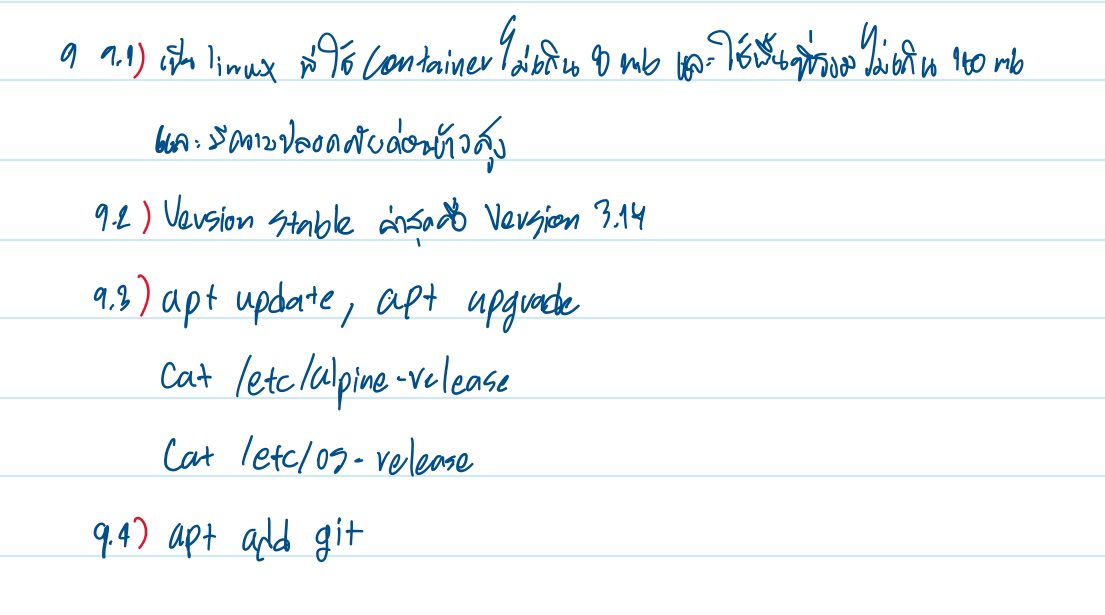 9 9.1) เป็น linux ที่ใช้ container ไม่เกิน 8 mb และ ใช้พื้นที่รวมไม่เกิน 130 mb
และ มีความปลอดภัยค่อนข้างสูง
9.2) Version stable ล่าสุดคือ Version 3.14
9.3) apt update, apt upgrade
Cat /etc/alpine-release
Cat /etc/os-release
9.4) apt add git